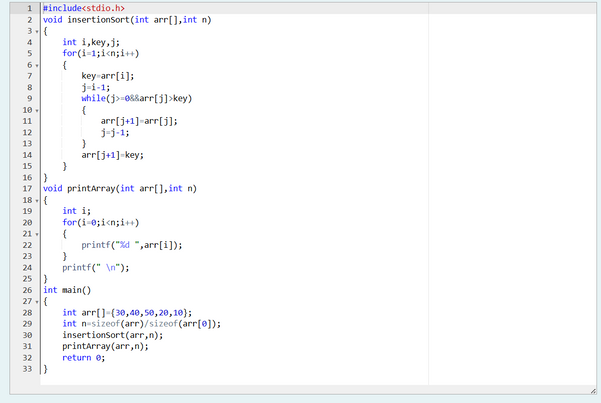 1 #include<stdio.h>
2 void insertionSort(int arr[],int n)
3 {
4 int i,key,j;
5 for(i=1;i<n;i++)
6 {
7 key=arr[i];
8 j=i-1;
9 while(j>=0&&arr[j]>key)
10 {
11 arr[j+1]=arr[j];
12 j=j-1;
13 }
14 arr[j+1]=key;
15 }
16 }
17 void printArray(int arr[],int n)
18 {
19 int i;
20 for(i=0;i<n;i++)
21 {
22 printf("%d ",arr[i]);
23 }
24 printf(" \n");
25 }
26 int main()
27 {
28 int arr[]={30,40,50,20,10};
29 int n=sizeof(arr)/sizeof(arr[0]);
30 insertionSort(arr,n);
31 printArray(arr,n);
32 return 0;
33 }